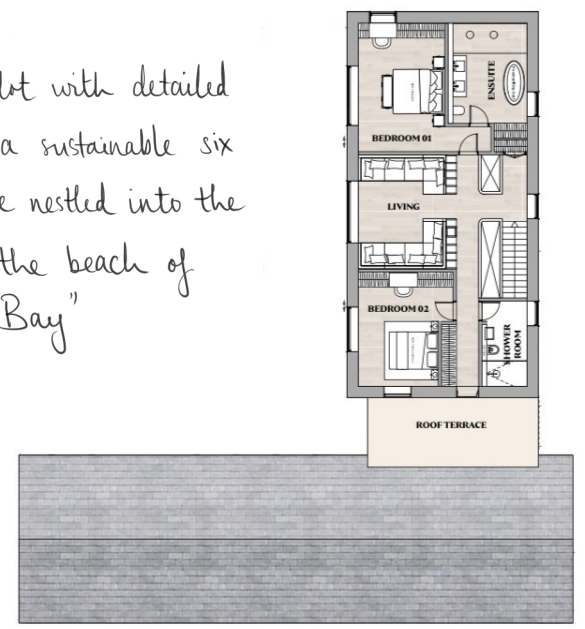 lot with detailed
a sustainable six
e nestled into the
the beach of
Bay"
ENSUITE
BEDROOM 01
LIVING
BEDROOM 02
SHOWER
ROOM
ROOF TERRACE